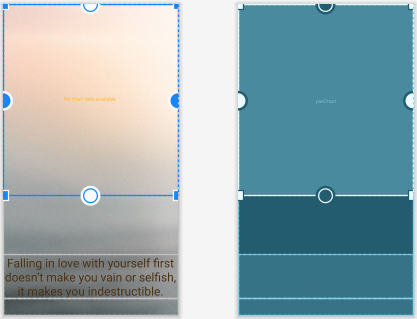 No chart data available.
pieChart
Falling in love with yourself first
doesn't make you vain or selfish,
it makes you indestructible.